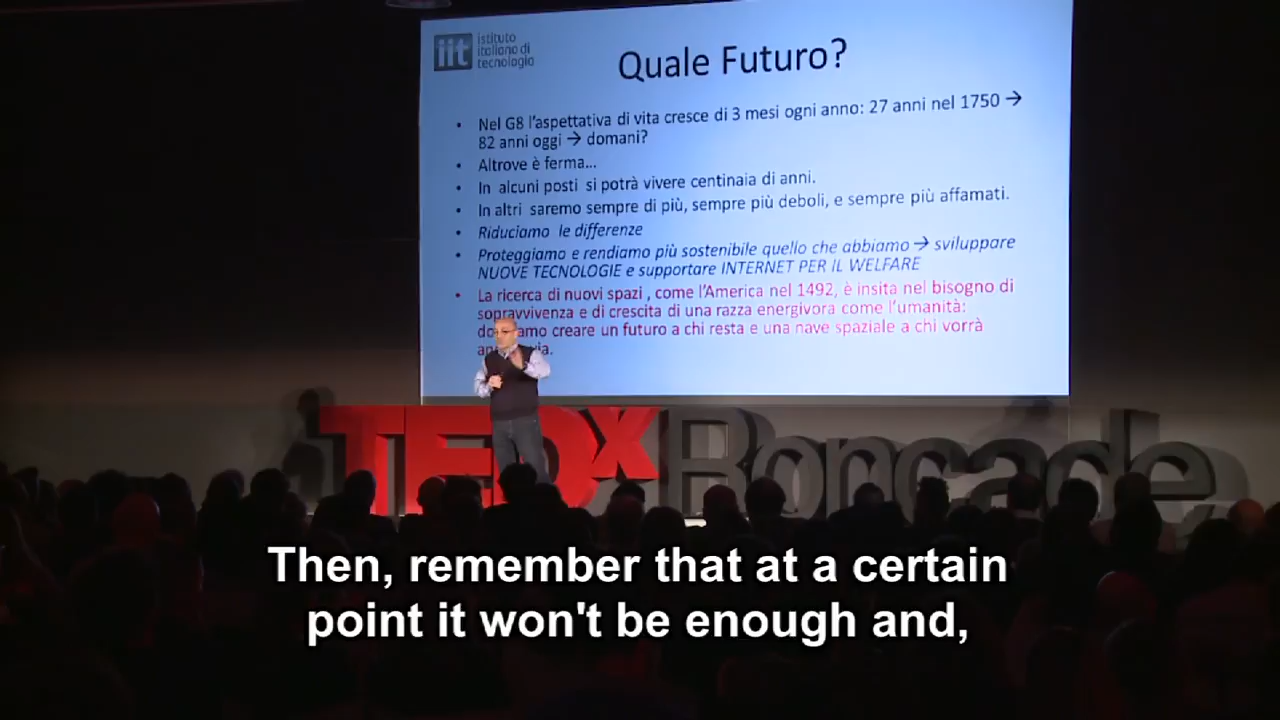 iit
istituto
italiano di
tecnologia
Quale Futuro?
• Nel G8 l'aspettativa di vita cresce di 3 mesi ogni anno: 27 anni nel 1750 →
82 anni oggi → domani?
• Altrove è ferma...
• In alcuni posti si potrà vivere centinaia di anni.
• In altri saremo sempre di più, sempre più deboli, e sempre più affamati.
• Riduciamo le differenze
• Proteggiamo e rendiamo più sostenibile quello che abbiamo → sviluppare
NUOVE TECNOLOGIE e supportare INTERNET PER IL WELFARE
• La ricerca di nuovi spazi , come l'America nel 1492, è insita nel bisogno di
sopravvivenza e di crescita di una razza energivora come l'umanità:
creare un futuro a chi resta e una nave spaziale a chi vorrà
TEDxRoncade
Then, remember that at a certain
point it won't be enough and,